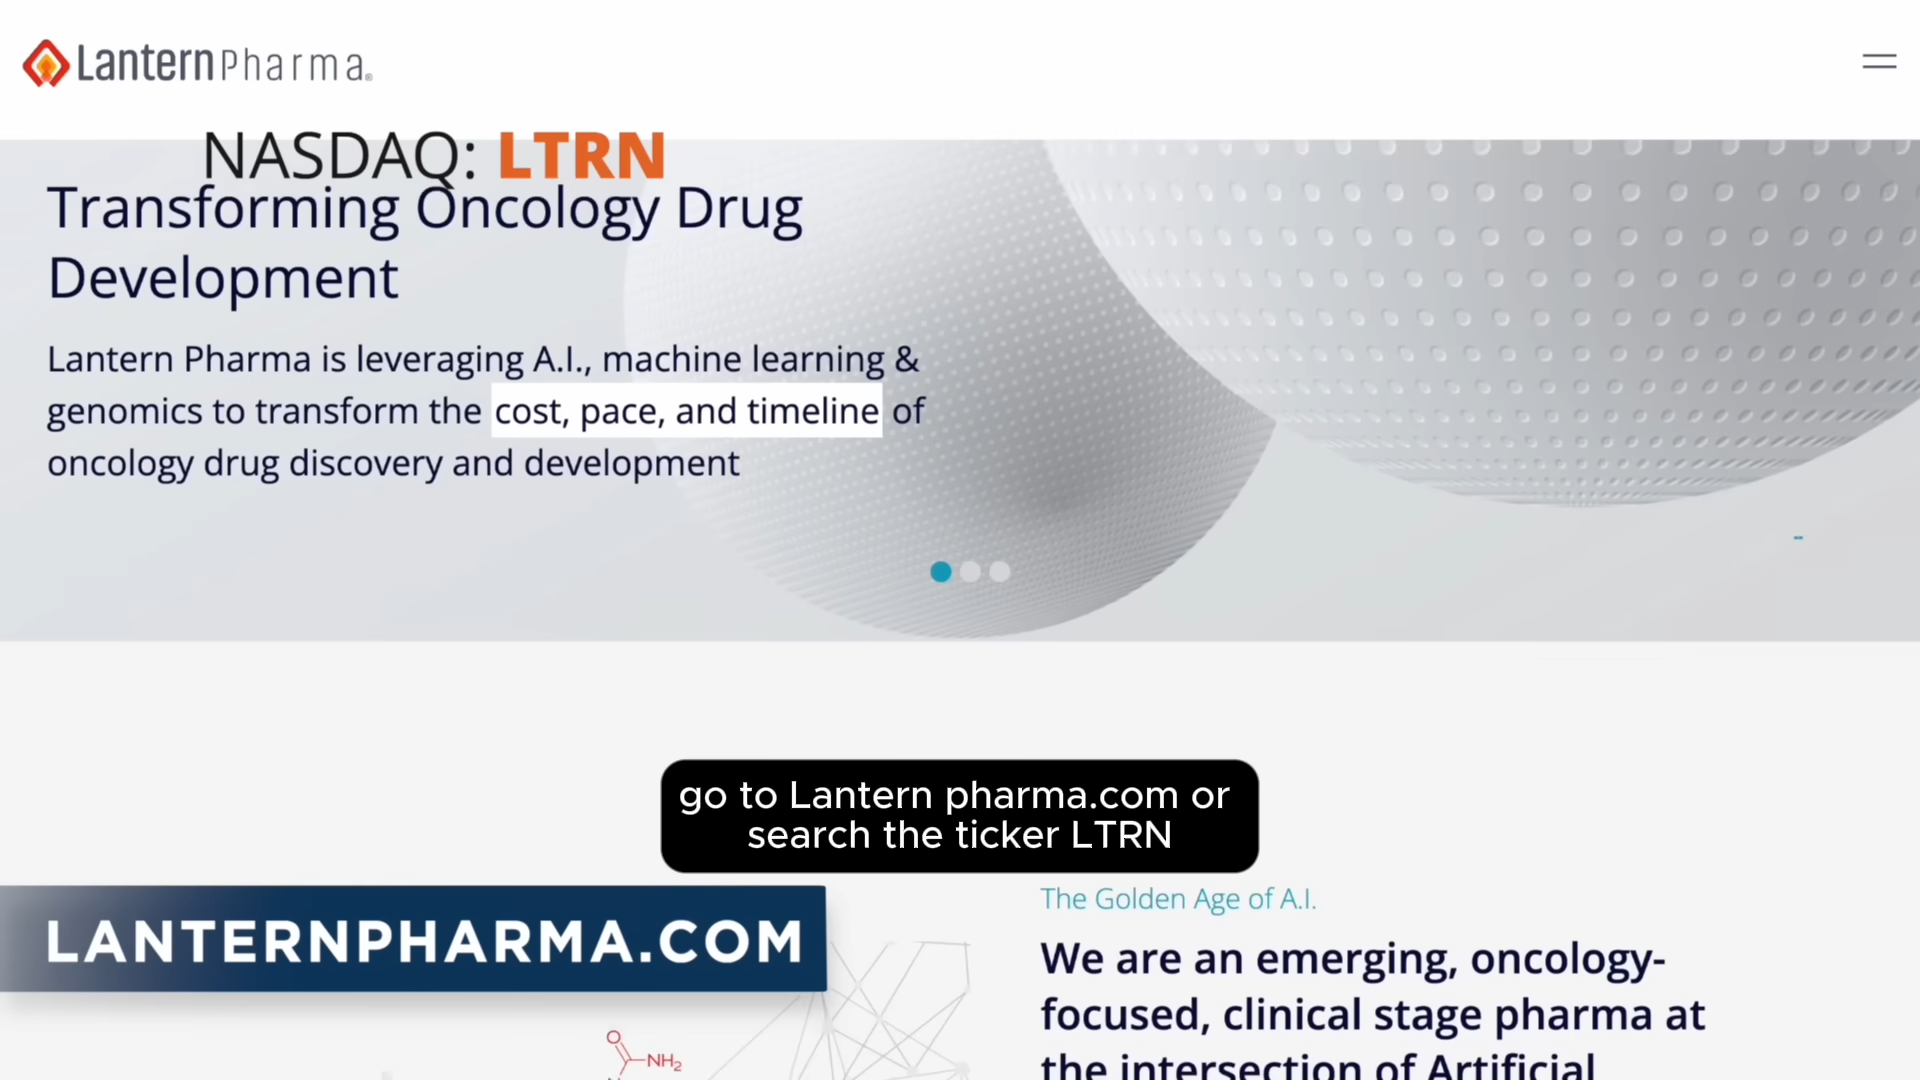 LanternPharma®
NASDAQ: LTRN
Transforming Oncology Drug
Development
Lantern Pharma is leveraging A.I., machine learning &
genomics to transform the cost, pace, and timeline of
oncology drug discovery and development
go to Lantern pharma.com or
search the ticker LTRN
LANTERNPHARMA.COM
The Golden Age of A.I.
We are an emerging, oncology-
focused, clinical stage pharma at
the intersection of Artificial
O
NH2